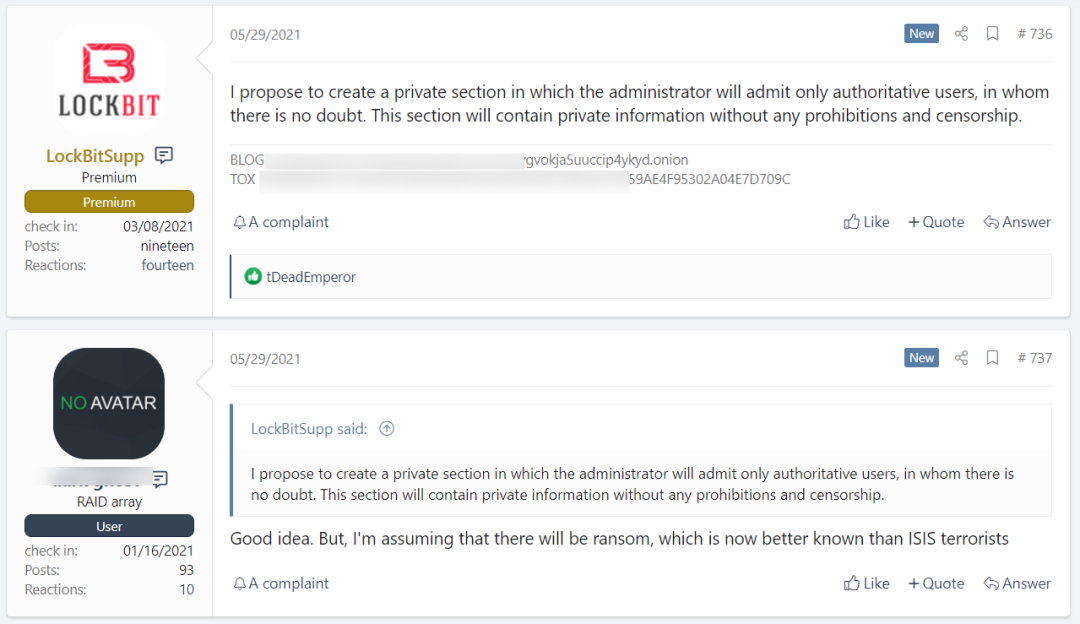 05/29/2021 New # 736
LOCKBIT
I propose to create a private section in which the administrator will admit only authoritative users, in whom
there is no doubt. This section will contain private information without any prohibitions and censorship.
LockBitSupp
Premium
Premium
check in: 03/08/2021
Posts: nineteen
Reactions: fourteen
BLOG gvokja5uuccip4ykyd.onion
TOX 59AE4F95302A04E7D709C
A complaint Like + Quote Answer
tDeadEmperor
05/29/2021 New # 737
NO AVATAR
RAID array
User
check in: 01/16/2021
Posts: 93
Reactions: 10
LockBitSupp said:
I propose to create a private section in which the administrator will admit only authoritative users, in whom there is
no doubt. This section will contain private information without any prohibitions and censorship.
Good idea. But, I'm assuming that there will be ransom, which is now better known than ISIS terrorists
A complaint Like + Quote Answer